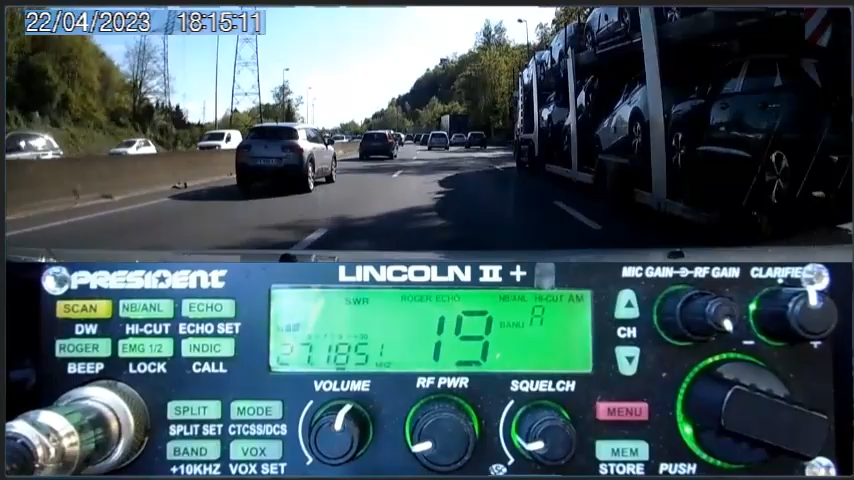 22/04/2023 18:15:11
PRESIDENT LINCOLN II + MIC GAIN RF GAIN CLARIFIER
SCAN NB/ANL ECHO
DW HI-CUT ECHO SET
ROGER EMG 1/2 INDIC
BEEP LOCK CALL
SWR ROGER ECHO NB/ANL HI-CUT AM
19 BAND A
27.1851 MHz
CH
- +
VOLUME RF PWR SQUELCH
SPLIT MODE
SPLIT SET CTCSS/DCS
BAND VOX
+10KHZ VOX SET
MENU
MEM
STORE PUSH